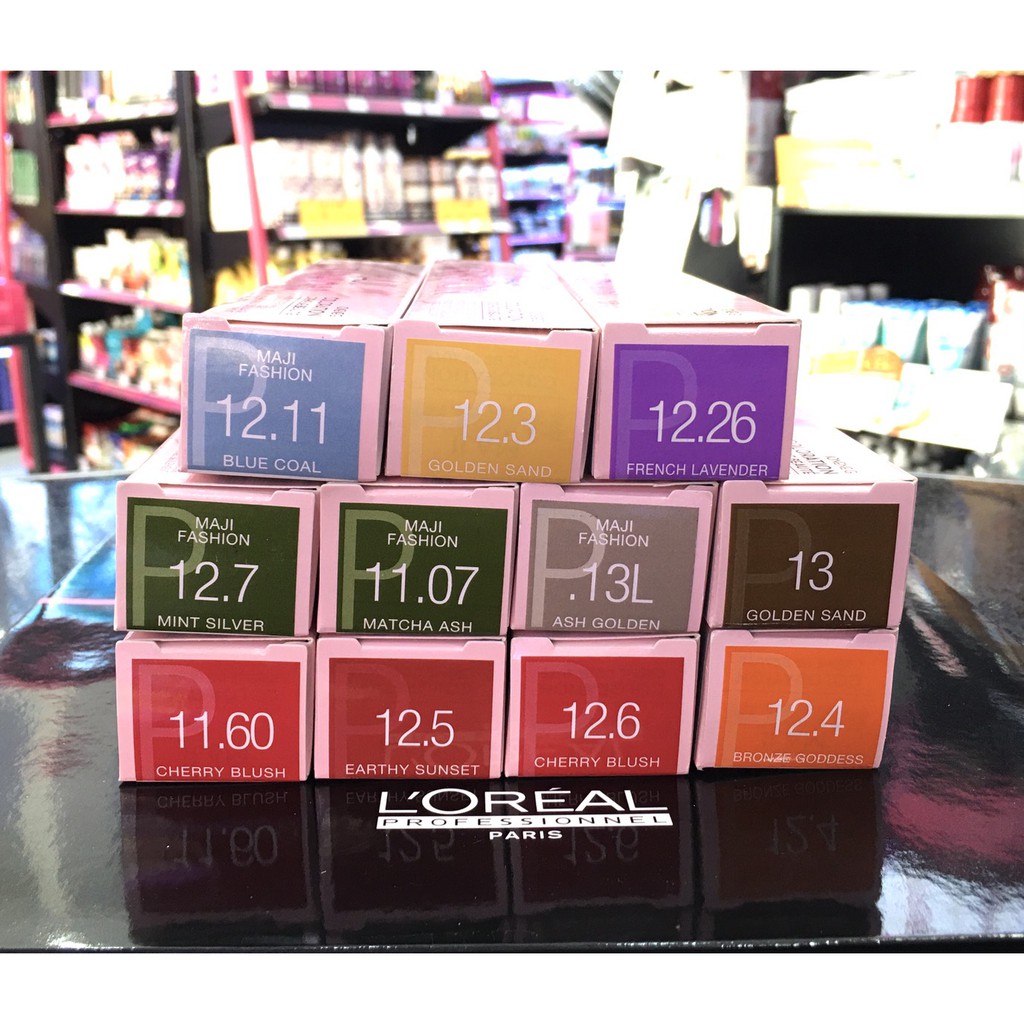 MAJI
FASHION
P
12.11
BLUE COAL
P
12.3
GOLDEN SAND
P
12.26
FRENCH LAVENDER
MAJI
FASHION
P
12.7
MINT SILVER
MAJI
FASHION
P
11.07
MATCHA ASH
MAJI
FASHION
P
.13L
ASH GOLDEN
P
13
GOLDEN SAND
P
11.60
CHERRY BLUSH
P
12.5
EARTHY SUNSET
P
12.6
CHERRY BLUSH
P
12.4
BRONZE GODDESS
L'ORÉAL
PROFESSIONNEL
PARIS